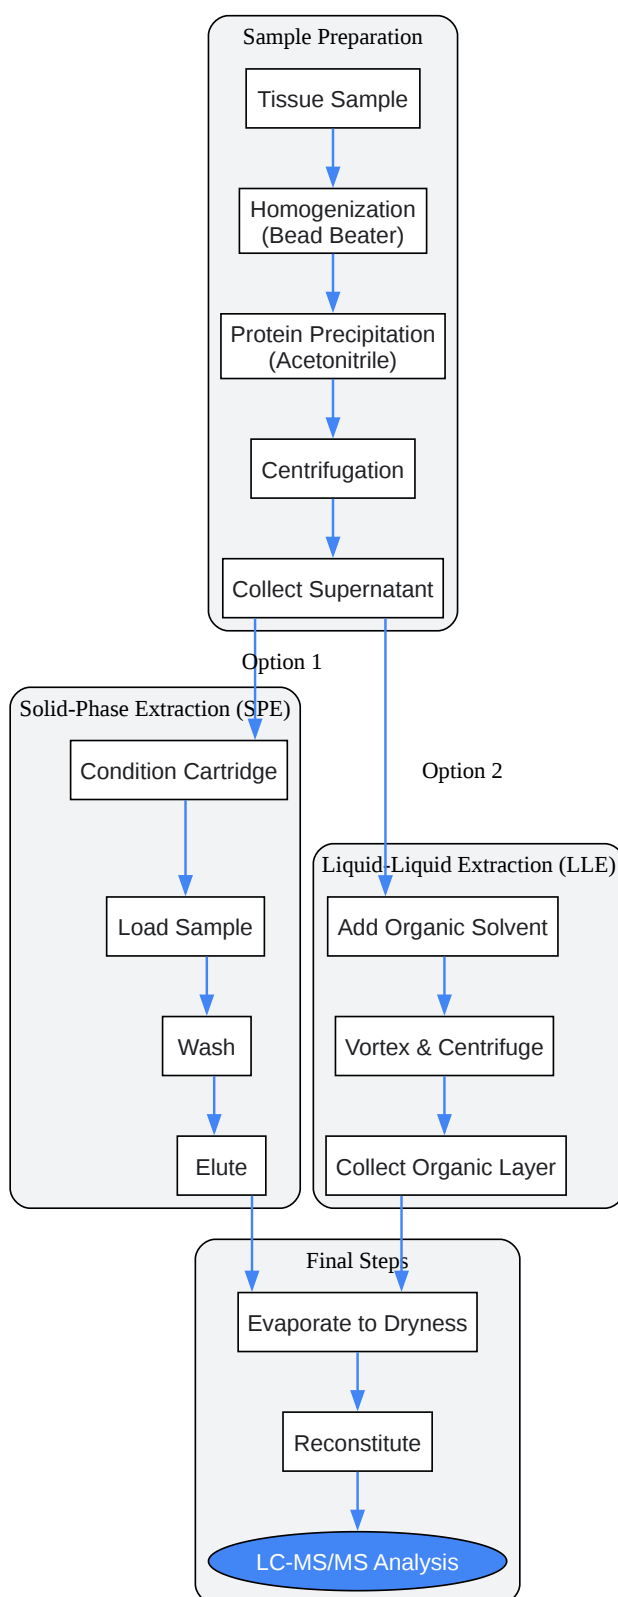 Sample Preparation
Tissue Sample
Homogenization
(Bead Beater)
Protein Precipitation
(Acetonitrile)
Centrifugation
Collect Supernatant
Option 1
Solid-Phase Extraction (SPE)
Condition Cartridge
Load Sample
Wash
Elute
Option 2
Liquid-Liquid Extraction (LLE)
Add Organic Solvent
Vortex & Centrifuge
Collect Organic Layer
Final Steps
Evaporate to Dryness
Reconstitute
LC-MS/MS Analysis